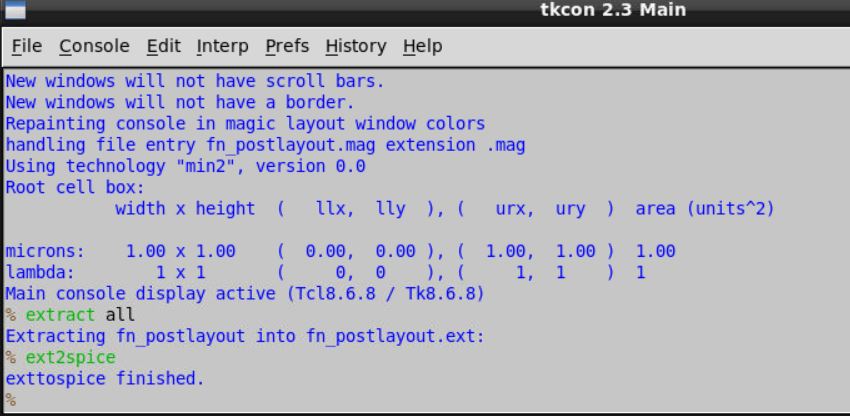 tkcon 2.3 Main
File Console Edit Interp Prefs History Help
New windows will not have scroll bars.
New windows will not have a border.
Repainting console in magic layout window colors
handling file entry fn_postlayout.mag extension .mag
Using technology "min2", version 0.0
Root cell box:
width x height ( llx, lly ), ( urx, ury ) area (units^2)
microns: 1.00 x 1.00 ( 0.00, 0.00 ), ( 1.00, 1.00 ) 1.00
lambda: 1 x 1 ( 0, 0 ), ( 1, 1 ) 1
Main console display active (Tcl8.6.8 / Tk8.6.8)
% extract all
Extracting fn_postlayout into fn_postlayout.ext:
% ext2spice
exttospice finished.
%